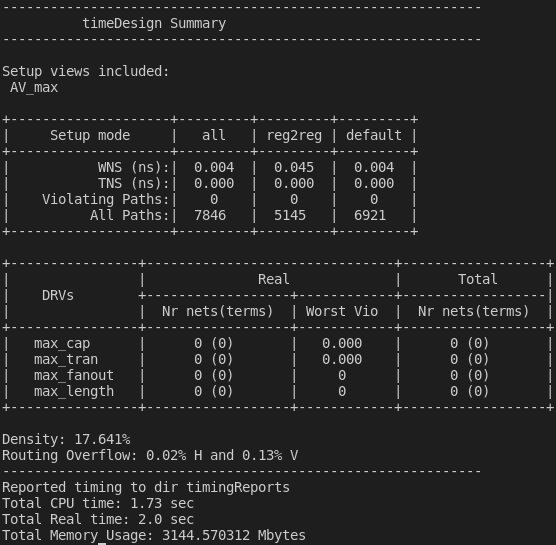 ------------------------------------------------------------
          timeDesign Summary
------------------------------------------------------------

Setup views included:
 AV_max

+--------------------+---------+---------+---------+
|     Setup mode     |   all   | reg2reg | default |
+--------------------+---------+---------+---------+
|           WNS (ns):|  0.004  |  0.045  |  0.004  |
|           TNS (ns):|  0.000  |  0.000  |  0.000  |
|    Violating Paths:|    0    |    0    |    0    |
|          All Paths:|  7846   |  5145   |  6921   |
+--------------------+---------+---------+---------+

+----------------+-------------------------------+------------------+
|                |              Real             |       Total      |
|    DRVs        +------------------+------------+------------------|
|                |  Nr nets(terms)  | Worst Vio  |  Nr nets(terms)  |
+----------------+------------------+------------+------------------+
|   max_cap      |      0 (0)       |   0.000    |      0 (0)       |
|   max_tran     |      0 (0)       |   0.000    |      0 (0)       |
|   max_fanout   |      0 (0)       |     0      |      0 (0)       |
|   max_length   |      0 (0)       |     0      |      0 (0)       |
+----------------+------------------+------------+------------------+

Density: 17.641%
Routing Overflow: 0.02% H and 0.13% V
------------------------------------------------------------
Reported timing to dir timingReports
Total CPU time: 1.73 sec
Total Real time: 2.0 sec
Total Memory Usage: 3144.570312 Mbytes